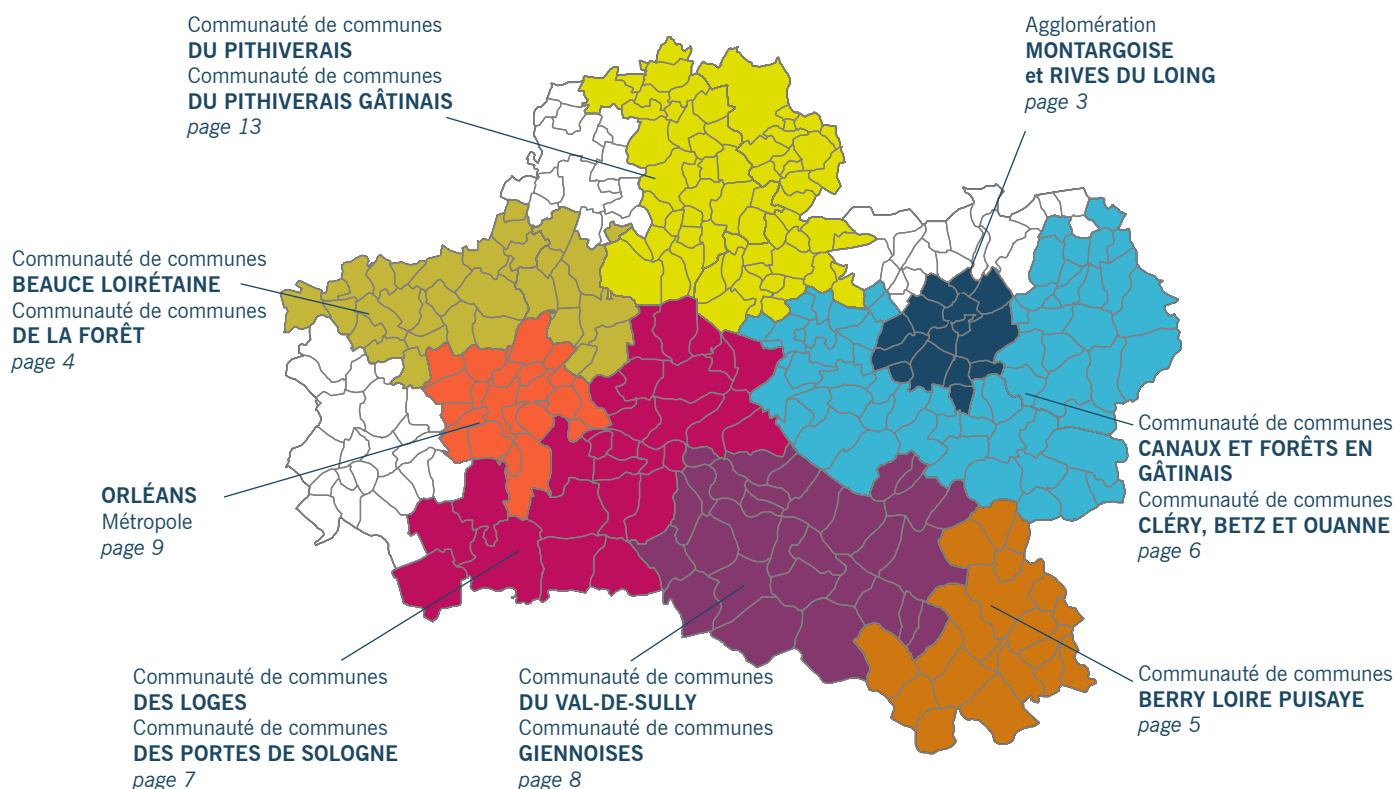 Communauté de communes
DU PITHIVERAIS
Communauté de communes
DU PITHIVERAIS GÂTINAIS
page 13
Agglomération
MONTARGOISE
et RIVES DU LOING
page 3
Communauté de communes
BEAUCE LOIRÉTAINE
Communauté de communes
DE LA FORÊT
page 4
Communauté de communes
CANAUX ET FORÊTS EN
GÂTINAIS
Communauté de communes
CLÉRY, BETZ ET OUANNE
page 6
ORLÉANS
Métropole
page 9
Communauté de communes
DES LOGES
Communauté de communes
DES PORTES DE SOLOGNE
page 7
Communauté de communes
DU VAL-DE-SULLY
Communauté de communes
GIENNOISES
page 8
Communauté de communes
BERRY LOIRE PUISAYE
page 5